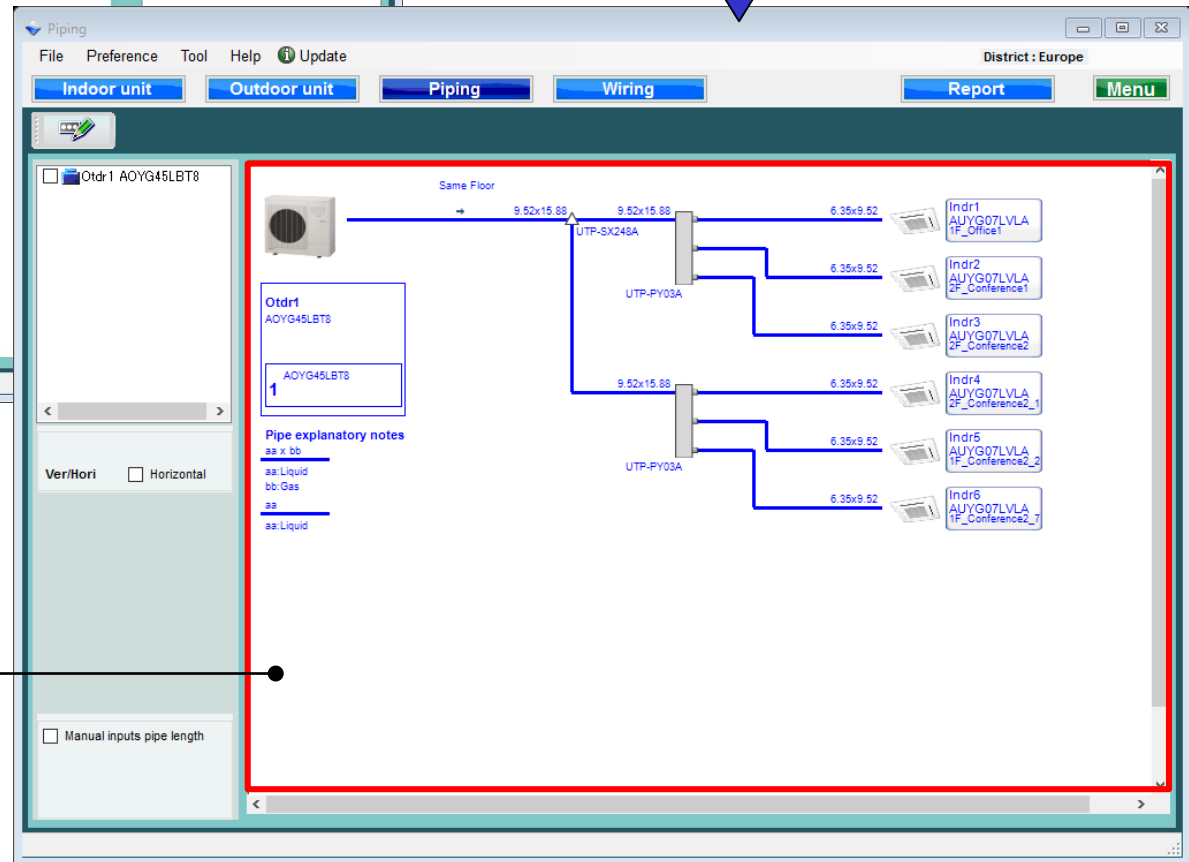 Piping
File Preference Tool Help Update
District : Europe
Indoor unit Outdoor unit Piping Wiring Report Menu
Otdr1 AOYG45LBT8
Ver/Hori Horizontal
Manual inputs pipe length
Same Floor
9.52x15.88 9.52x15.88 6.35x9.52
UTP-SX248A
Indr1
AUYG07LVLA
1F_Office1
6.35x9.52
Indr2
AUYG07LVLA
2F_Conference1
UTP-PY03A
6.35x9.52
Indr3
AUYG07LVLA
2F_Conference2
9.52x15.88 6.35x9.52
Indr4
AUYG07LVLA
2F_Conference2_1
6.35x9.52
Indr5
AUYG07LVLA
1F_Conference2_2
UTP-PY03A
6.35x9.52
Indr6
AUYG07LVLA
1F_Conference2_7
Otdr1
AOYG45LBT8
AOYG45LBT8
1
Pipe explanatory notes
aa x bb
aa:Liquid
bb:Gas
aa
aa:Liquid